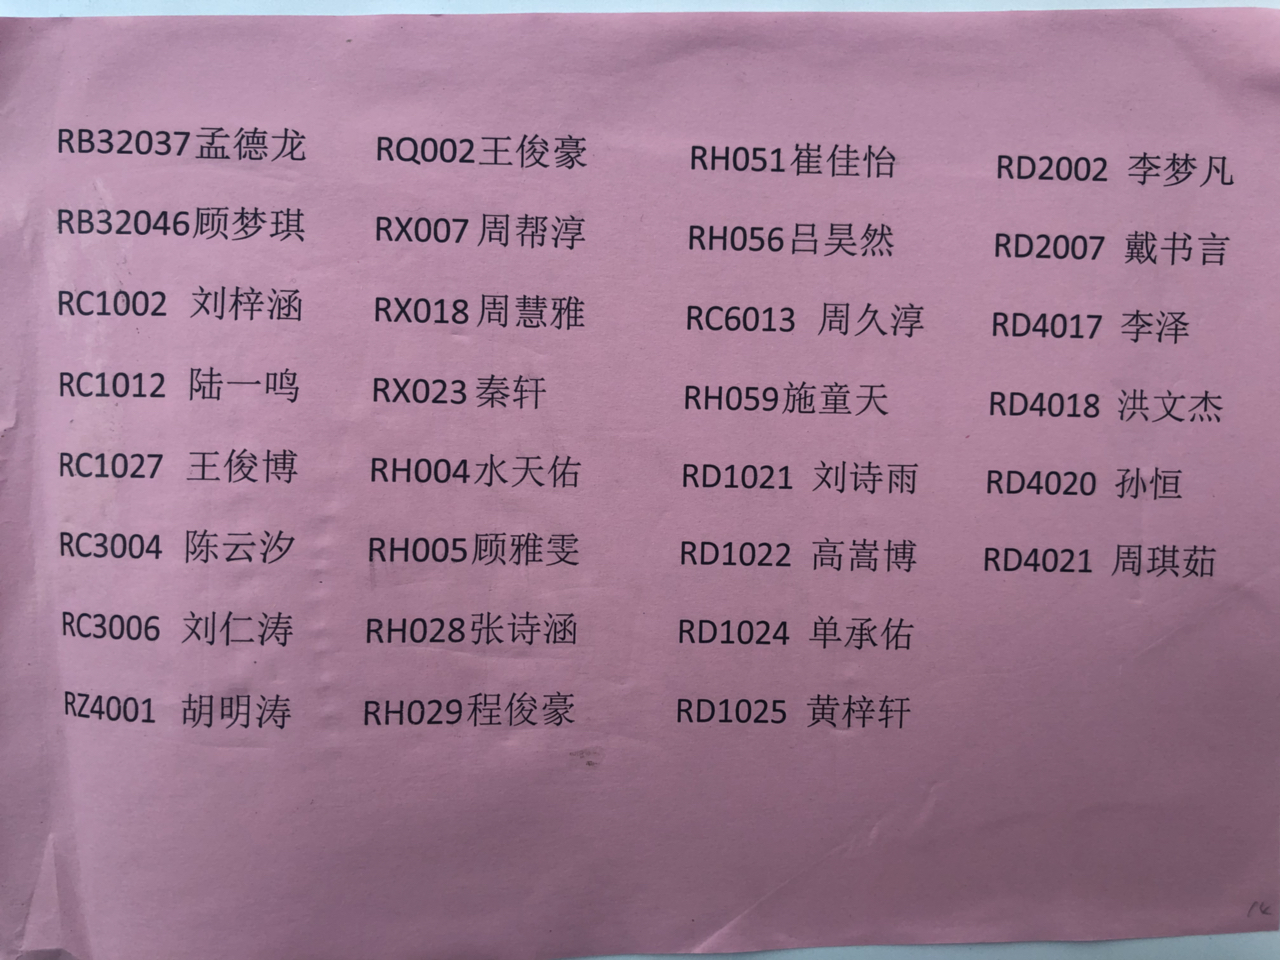 RB32037孟德龙 RQ002王俊豪 RH051崔佳怡 RD2002 李梦凡
RB32046顾梦琪 RX007 周帮淳 RH056吕昊然 RD2007 戴书言
RC1002 刘梓涵 RX018 周慧雅 RC6013 周久淳 RD4017 李泽
RC1012 陆一鸣 RX023 秦轩 RH059施童天 RD4018 洪文杰
RC1027 王俊博 RH004水天佑 RD1021 刘诗雨 RD4020 孙恒
RC3004 陈云汐 RH005顾雅雯 RD1022 高嵩博 RD4021 周琪茹
RC3006 刘仁涛 RH028张诗涵 RD1024 单承佑
RZ4001 胡明涛 RH029程俊豪 RD1025 黄梓轩